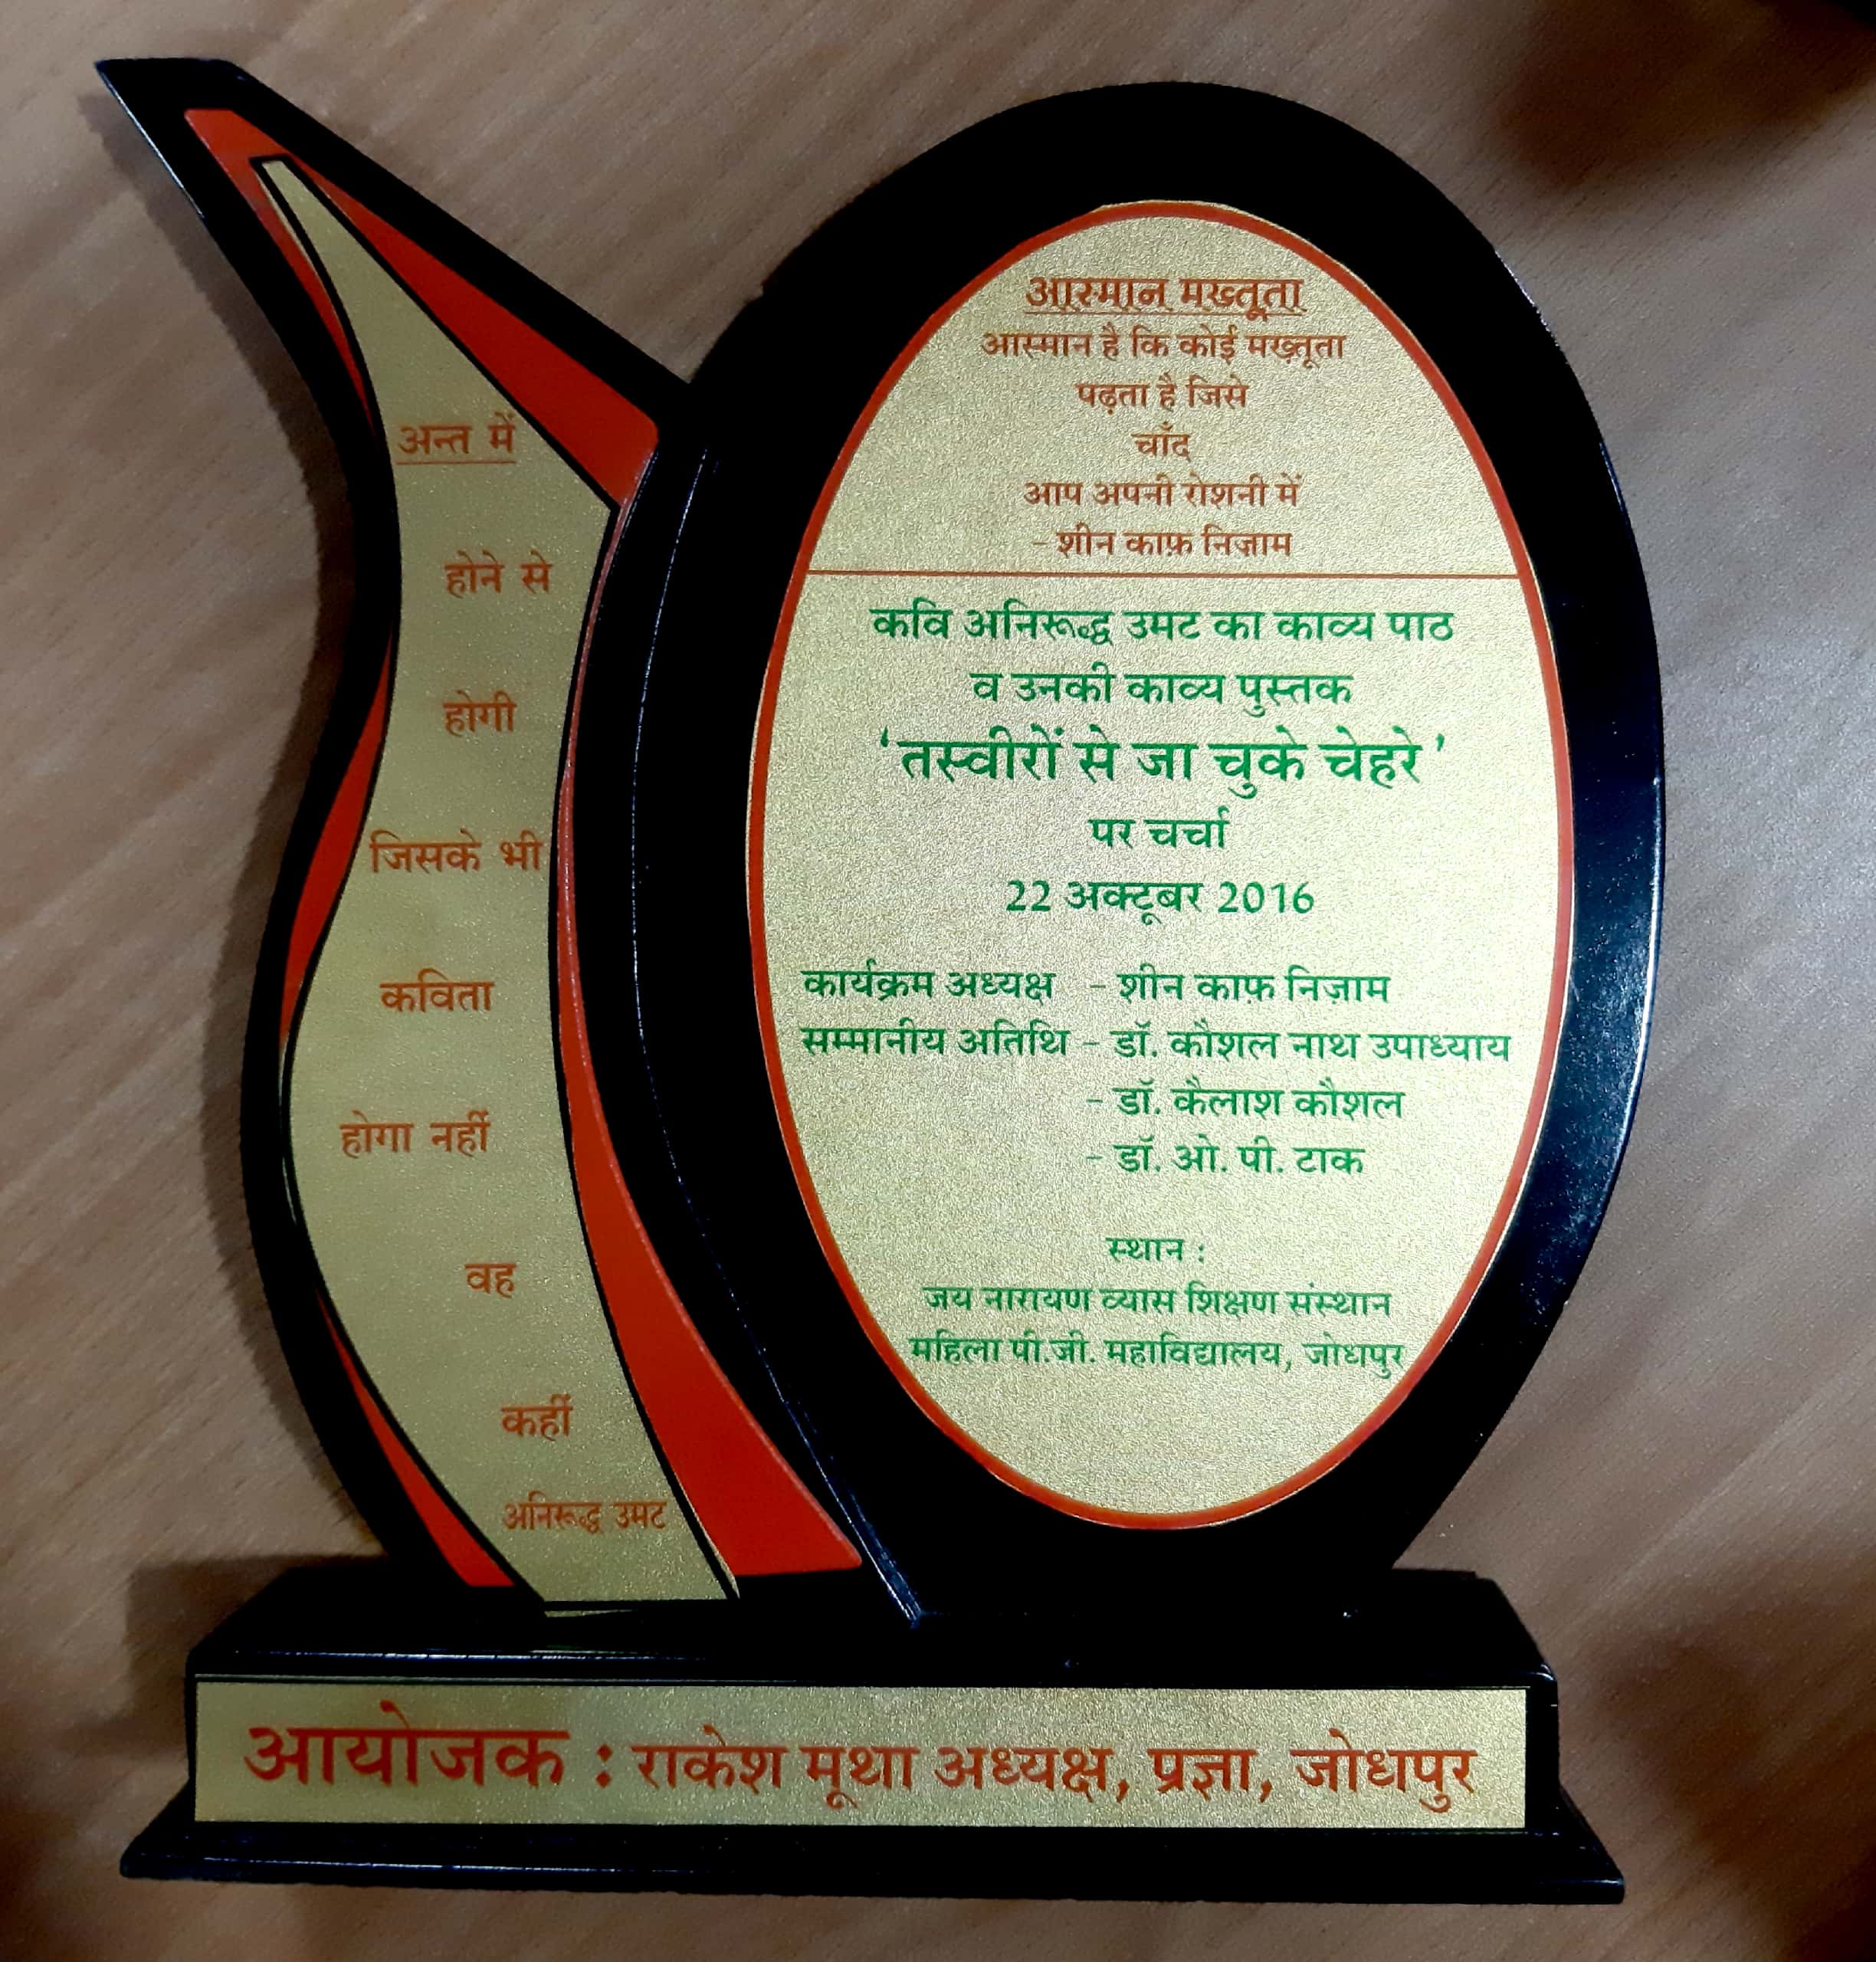 अन्त में
होने से
होगी
जिसके भी
कविता
होगा नहीं
वह
कहीं
अनिरूद्ध उमट
आस्मान मख़्तूता
आस्मान है कि कोई मख़्तूता
पढ़ता है जिसे
चाँद
आप अपनी रोशनी में
- शीन काफ़ निज़ाम
कवि अनिरूद्ध उमट का काव्य पाठ
व उनकी काव्य पुस्तक
‘तस्वीरों से जा चुके चेहरे’
पर चर्चा
22 अक्टूबर 2016
कार्यक्रम अध्यक्ष - शीन काफ़ निज़ाम
सम्मानीय अतिथि - डॉ. कौशल नाथ उपाध्याय
- डॉ. कैलाश कौशल
- डॉ. ओ. पी. टाक
स्थान :
जय नारायण व्यास शिक्षण संस्थान
महिला पी.जी. महाविद्यालय, जोधपुर
आयोजक : राकेश मूथा अध्यक्ष, प्रज्ञा, जोधपुर